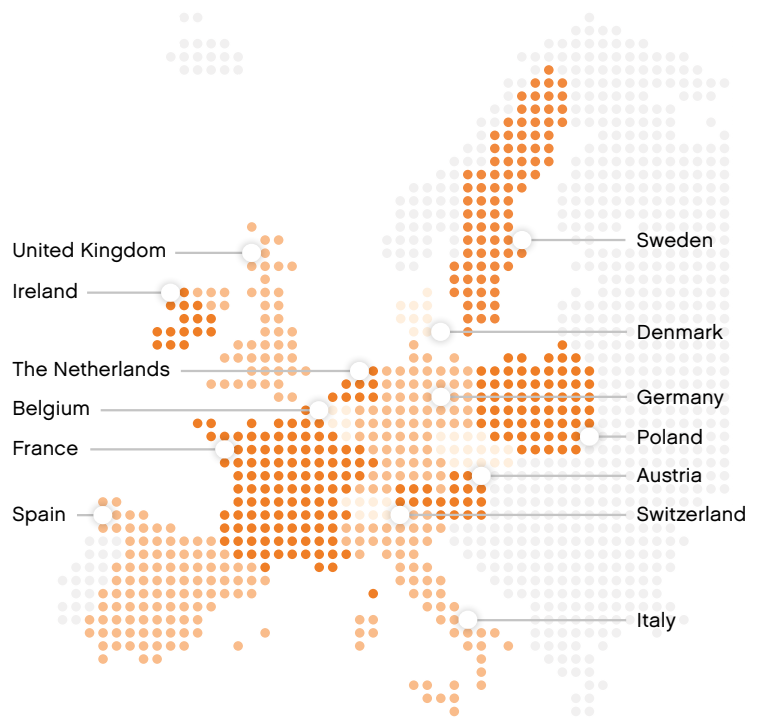 United Kingdom
Sweden
Ireland
Denmark
The Netherlands
Germany
Belgium
Poland
France
Austria
Spain
Switzerland
Italy